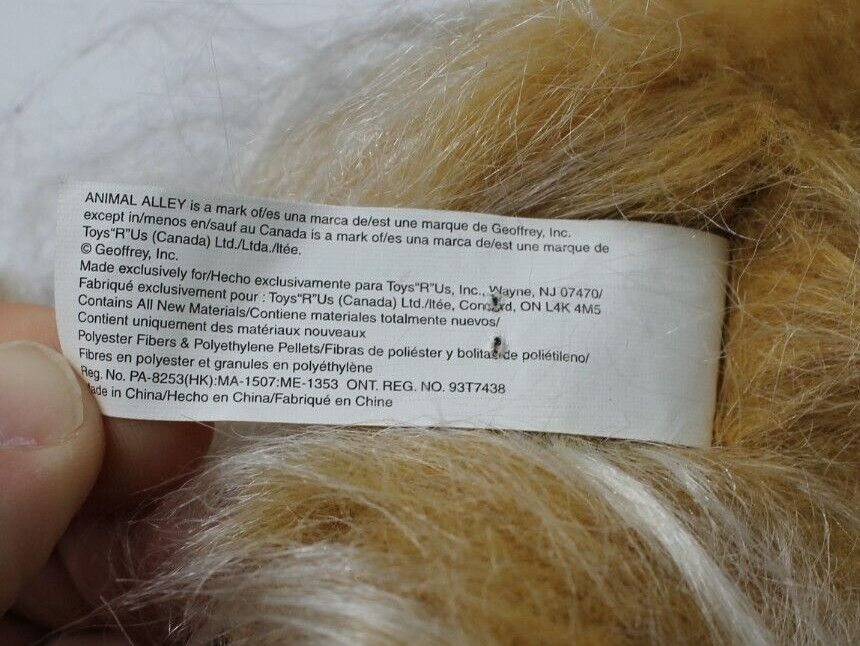 ANIMAL ALLEY is a mark of/es una marca de/est une marque de Geoffrey, Inc.
except in/menos en/sauf au Canada is a mark of/es una marca de/est une marque de
Toys"R"Us (Canada) Ltd./Ltda./ltée.
© Geoffrey, Inc.
Made exclusively for/Hecho exclusivamente para Toys"R"Us, Inc., Wayne, NJ 07470/
Fabriqué exclusivement pour : Toys"R"Us (Canada) Ltd./ltée, Concord, ON L4K 4M5
Contains All New Materials/Contiene materiales totalmente nuevos/
Contient uniquement des matériaux nouveaux
Polyester Fibers & Polyethylene Pellets/Fibras de poliéster y bolitas de polietileno/
Fibres en polyester et granules en polyéthylène
Reg. No. PA-8253(HK):MA-1507:ME-1353 ONT. REG. NO. 93T7438
Made in China/Hecho en China/Fabriqué en Chine